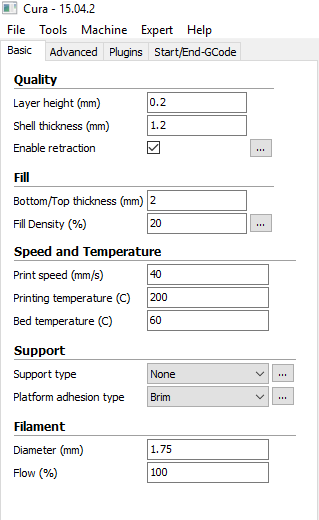 Cura - 15.04.2
File Tools Machine Expert Help
Basic Advanced Plugins Start/End-GCode
Quality
Layer height (mm) 0.2
Shell thickness (mm) 1.2
Enable retraction ...
Fill
Bottom/Top thickness (mm) 2
Fill Density (%) 20 ...
Speed and Temperature
Print speed (mm/s) 40
Printing temperature (C) 200
Bed temperature (C) 60
Support
Support type None ...
Platform adhesion type Brim ...
Filament
Diameter (mm) 1.75
Flow (%) 100